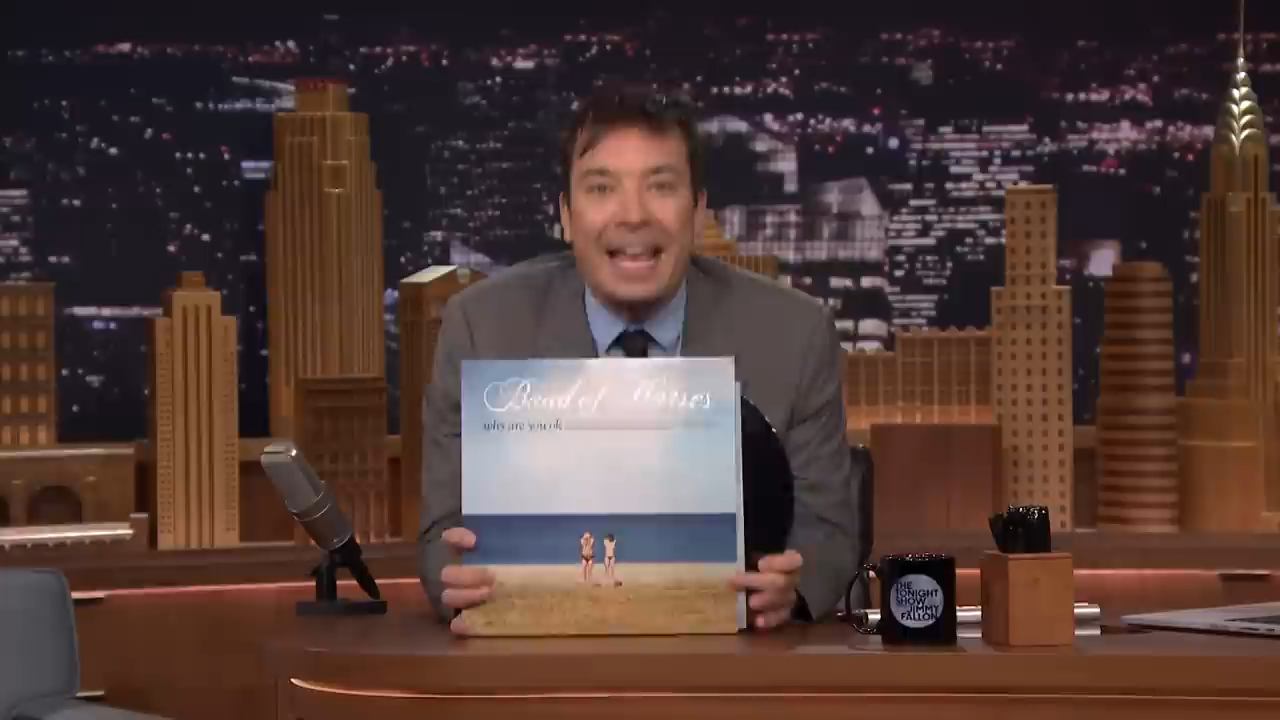 Band of Horses
why are you ok
THE
TONIGHT
SHOW
JIMMY
FALLON